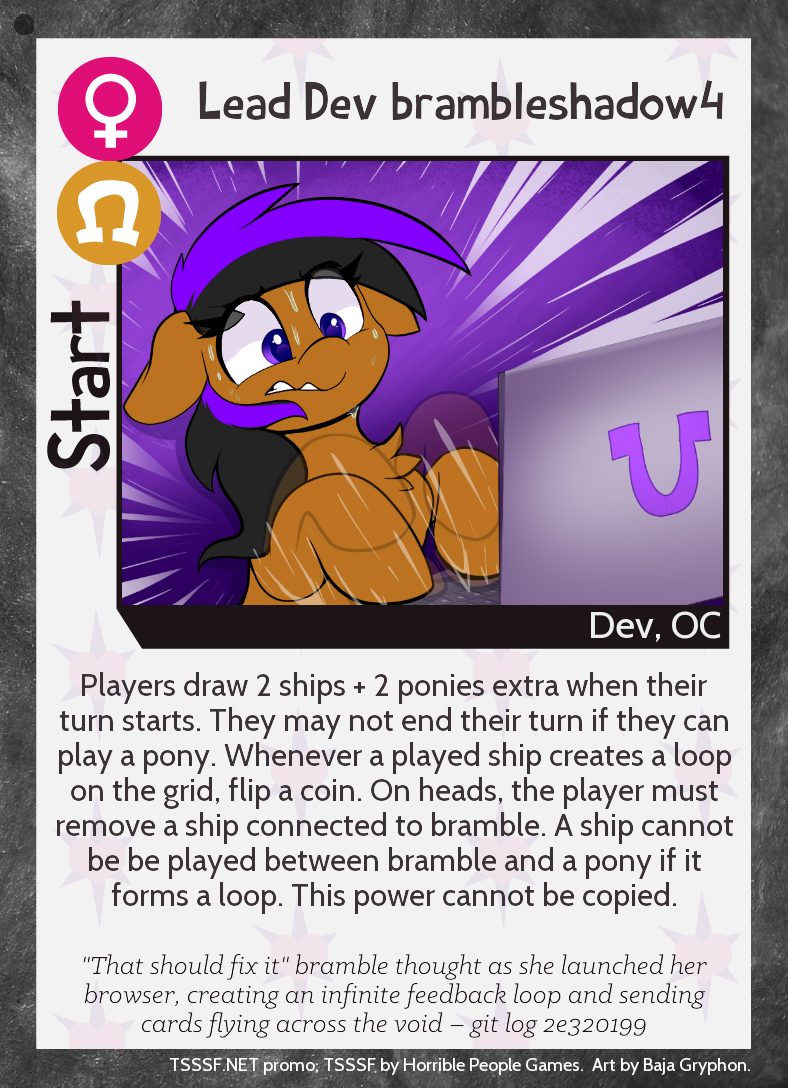 Lead Dev brambleshadow4
Start
Dev, OC
Players draw 2 ships + 2 ponies extra when their
turn starts. They may not end their turn if they can
play a pony. Whenever a played ship creates a loop
on the grid, flip a coin. On heads, the player must
remove a ship connected to bramble. A ship cannot
be be played between bramble and a pony if it
forms a loop. This power cannot be copied.
"That should fix it" bramble thought as she launched her
browser, creating an infinite feedback loop and sending
cards flying across the void – git log 2e320199
TSSSF.NET promo; TSSSF by Horrible People Games. Art by Baja Gryphon.